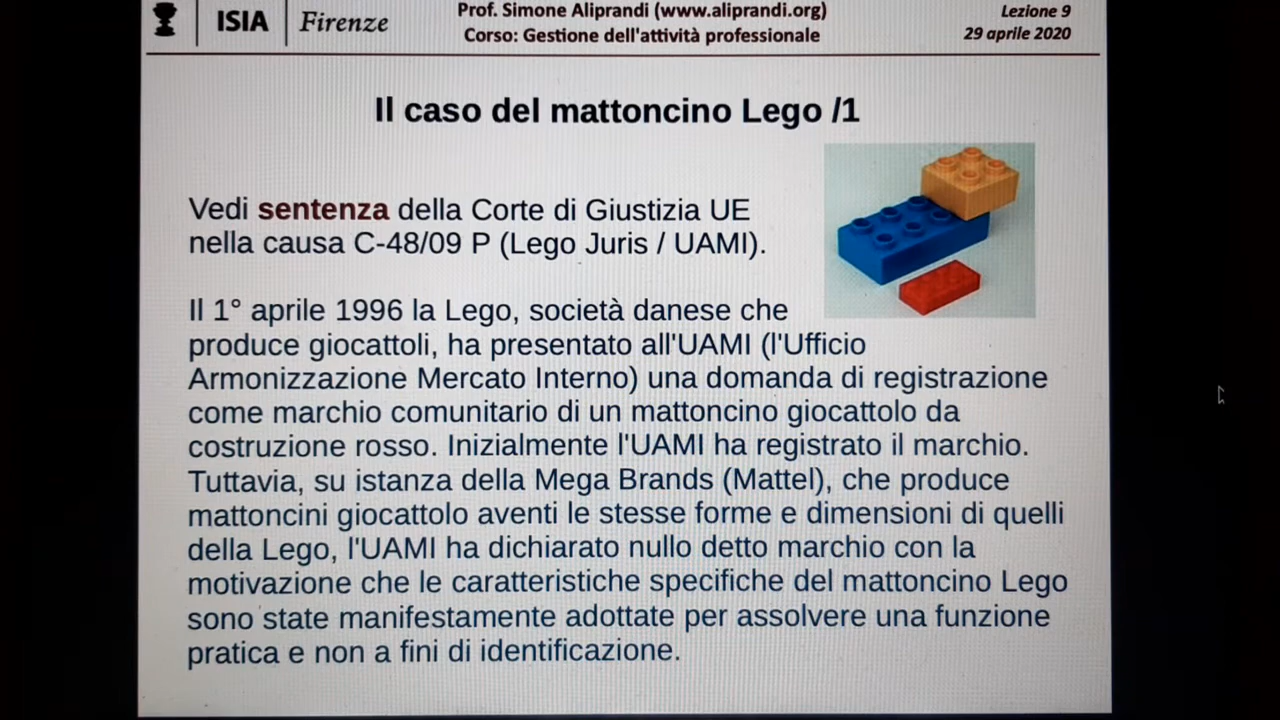 ISIA Firenze
Prof. Simone Aliprandi (www.aliprandi.org)
Corso: Gestione dell'attività professionale
Lezione 9
29 aprile 2020
Il caso del mattoncino Lego /1
Vedi sentenza della Corte di Giustizia UE
nella causa C-48/09 P (Lego Juris / UAMI).
Il 1° aprile 1996 la Lego, società danese che
produce giocattoli, ha presentato all'UAMI (l'Ufficio
Armonizzazione Mercato Interno) una domanda di registrazione
come marchio comunitario di un mattoncino giocattolo da
costruzione rosso. Inizialmente l'UAMI ha registrato il marchio.
Tuttavia, su istanza della Mega Brands (Mattel), che produce
mattoncini giocattolo aventi le stesse forme e dimensioni di quelli
della Lego, l'UAMI ha dichiarato nullo detto marchio con la
motivazione che le caratteristiche specifiche del mattoncino Lego
sono state manifestamente adottate per assolvere una funzione
pratica e non a fini di identificazione.